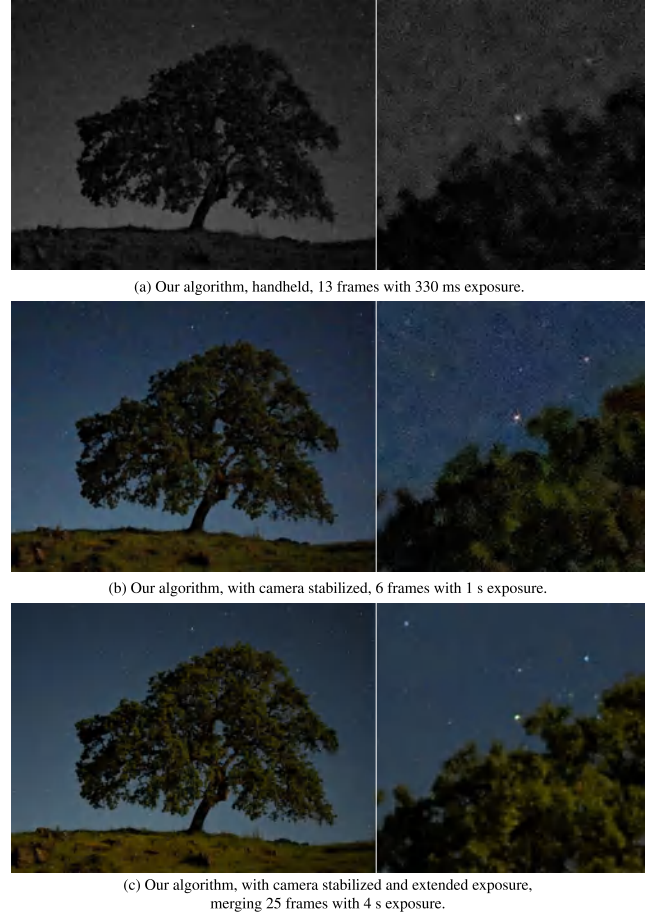 (a) Our algorithm, handheld, 13 frames with 330 ms exposure.
(b) Our algorithm, with camera stabilized, 6 frames with 1 s exposure.
(c) Our algorithm, with camera stabilized and extended exposure,
merging 25 frames with 4 s exposure.